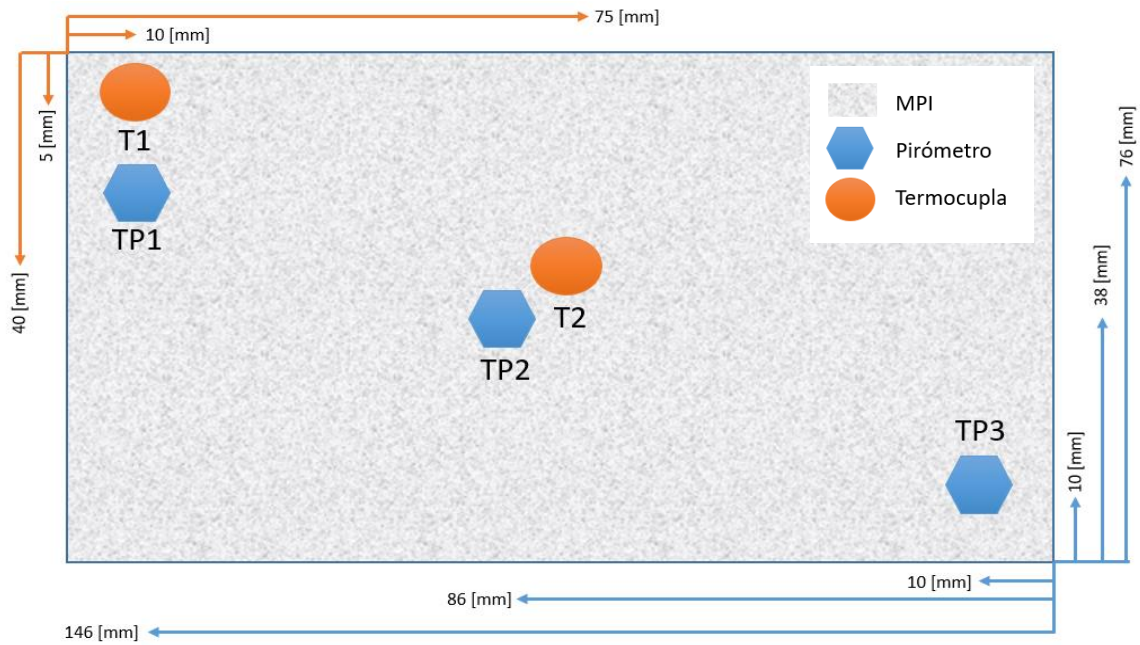 75 [mm]
10 [mm]
5 [mm]
40 [mm]
T1
TP1
T2
TP2
TP3
MPI
Pirómetro
Termocupla
76 [mm]
38 [mm]
10 [mm]
10 [mm]
86 [mm]
146 [mm]